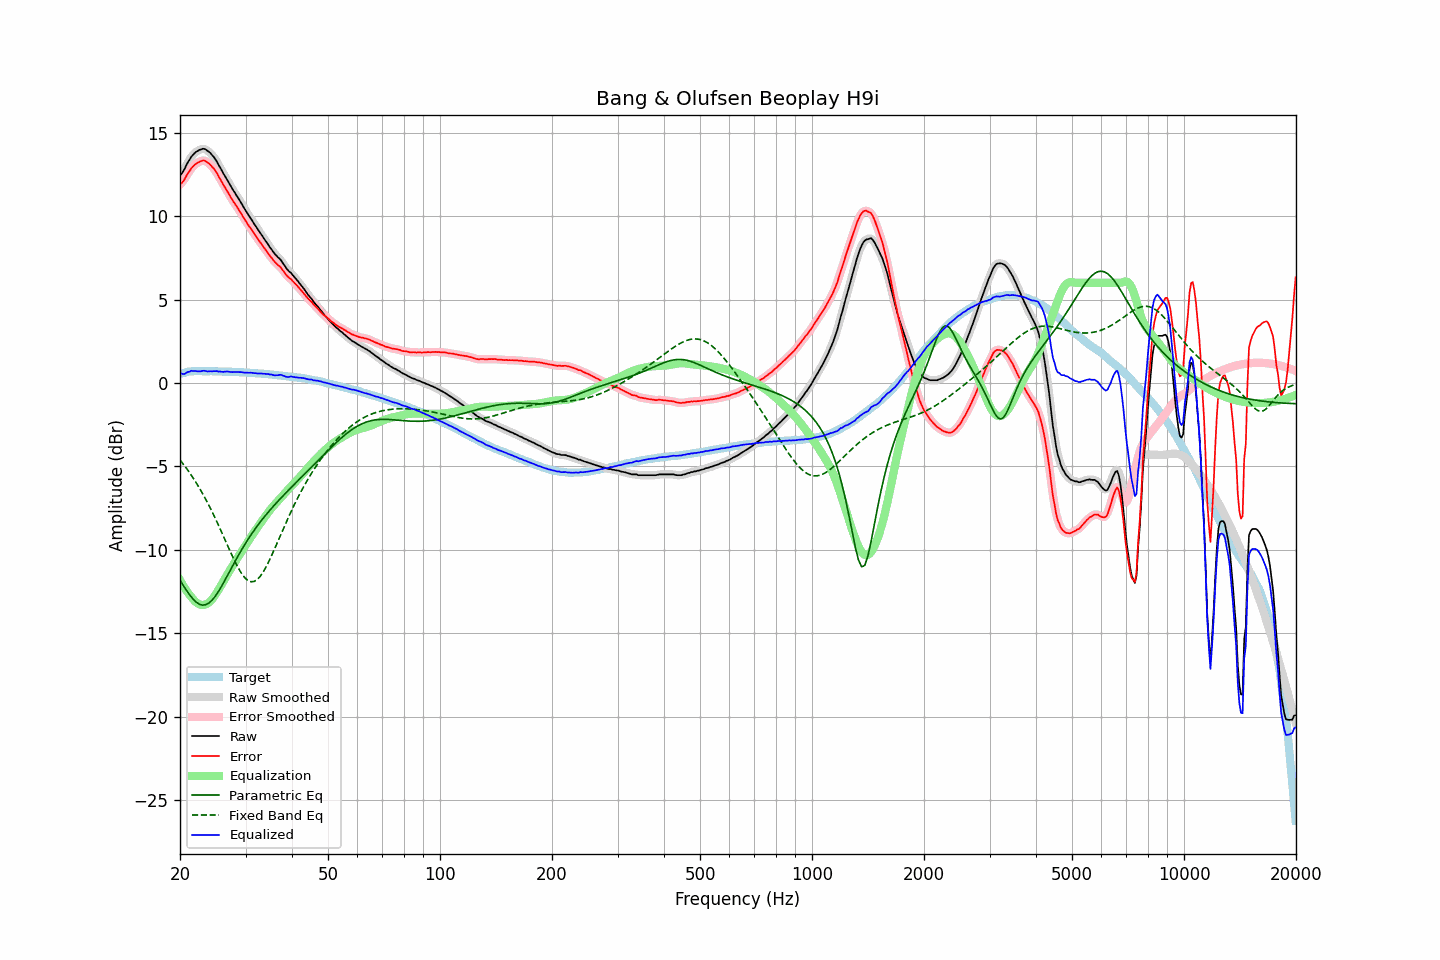 Bang & Olufsen Beoplay H9i
15
10
5
0
−5
−10
−15
−20
−25
Amplitude (dBr)
Target
Raw Smoothed
Error Smoothed
Raw
Error
Equalization
Parametric Eq
Fixed Band Eq
Equalized
20 50 100 200 500 1000 2000 5000 10000 20000
Frequency (Hz)